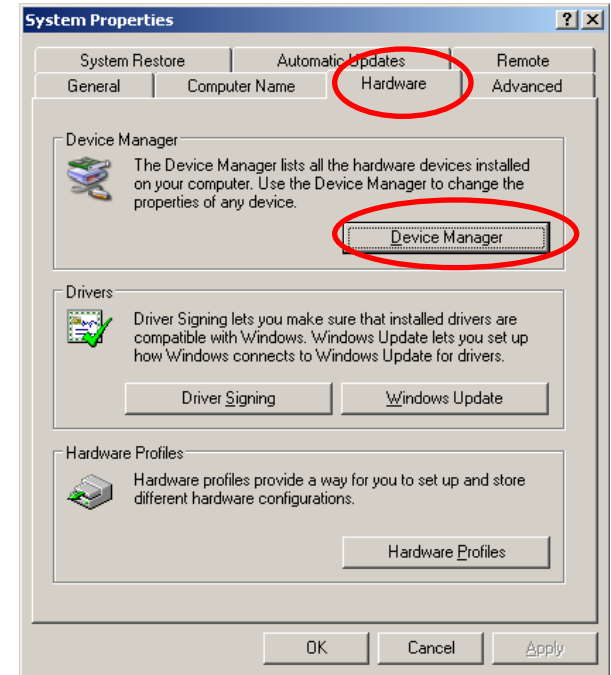 System Properties
System Restore Automatic Updates Remote
General Computer Name Hardware Advanced
Device Manager
The Device Manager lists all the hardware devices installed
on your computer. Use the Device Manager to change the
properties of any device.
Device Manager
Drivers
Driver Signing lets you make sure that installed drivers are
compatible with Windows. Windows Update lets you set up
how Windows connects to Windows Update for drivers.
Driver Signing Windows Update
Hardware Profiles
Hardware profiles provide a way for you to set up and store
different hardware configurations.
Hardware Profiles
OK Cancel Apply